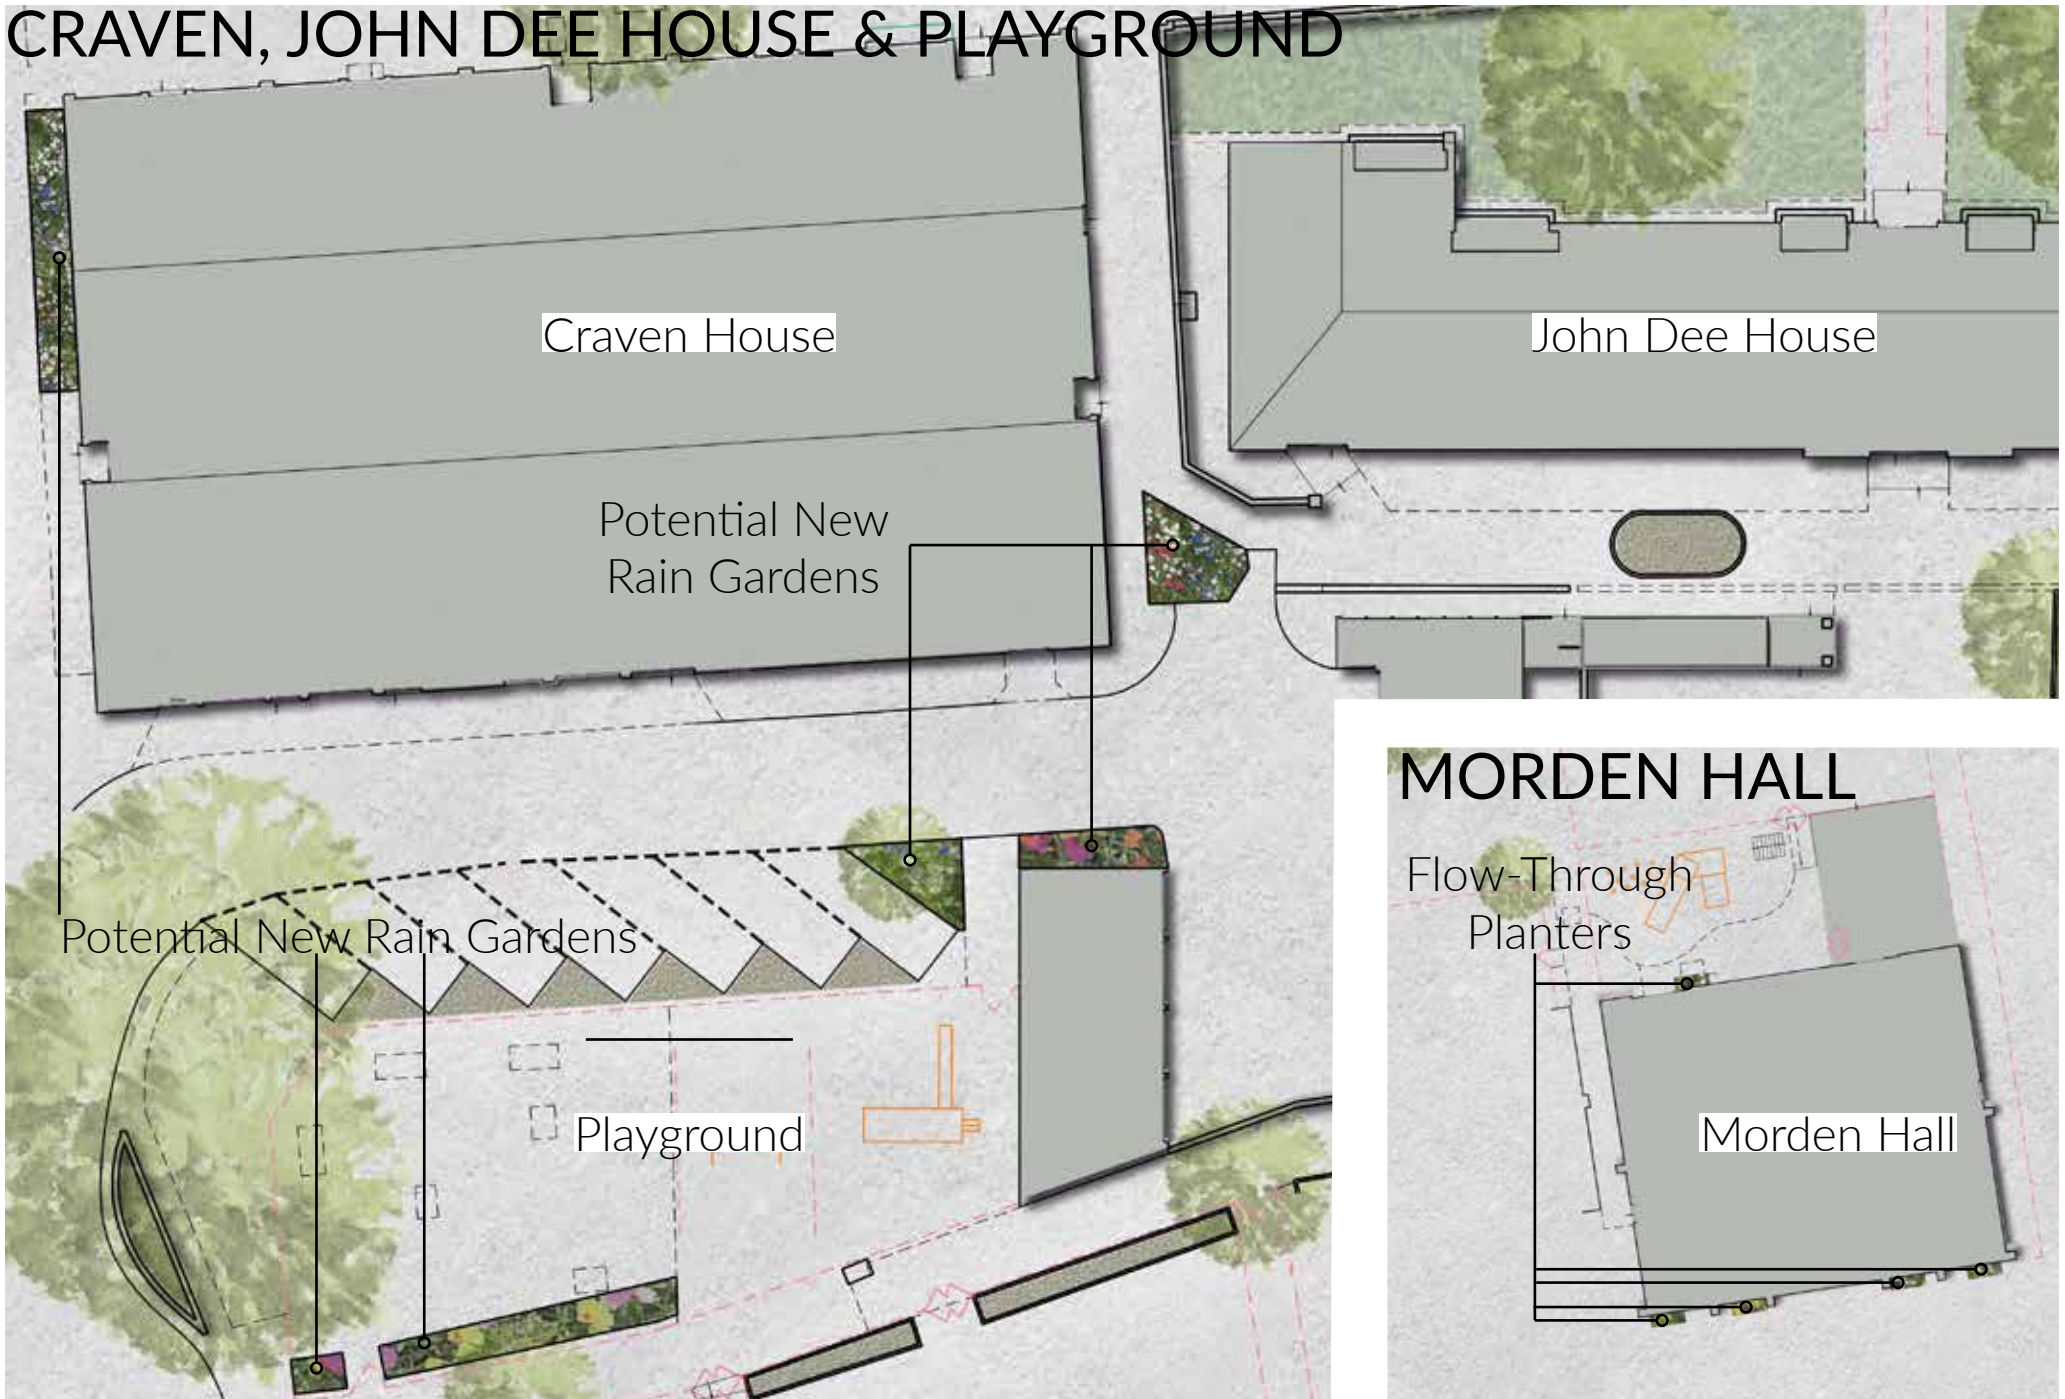 CRAVEN, JOHN DEE HOUSE & PLAYGROUND
Craven House
John Dee House
Potential New
Rain Gardens
Potential New Rain Gardens
Playground
MORDEN HALL
Flow-Through
Planters
Morden Hall